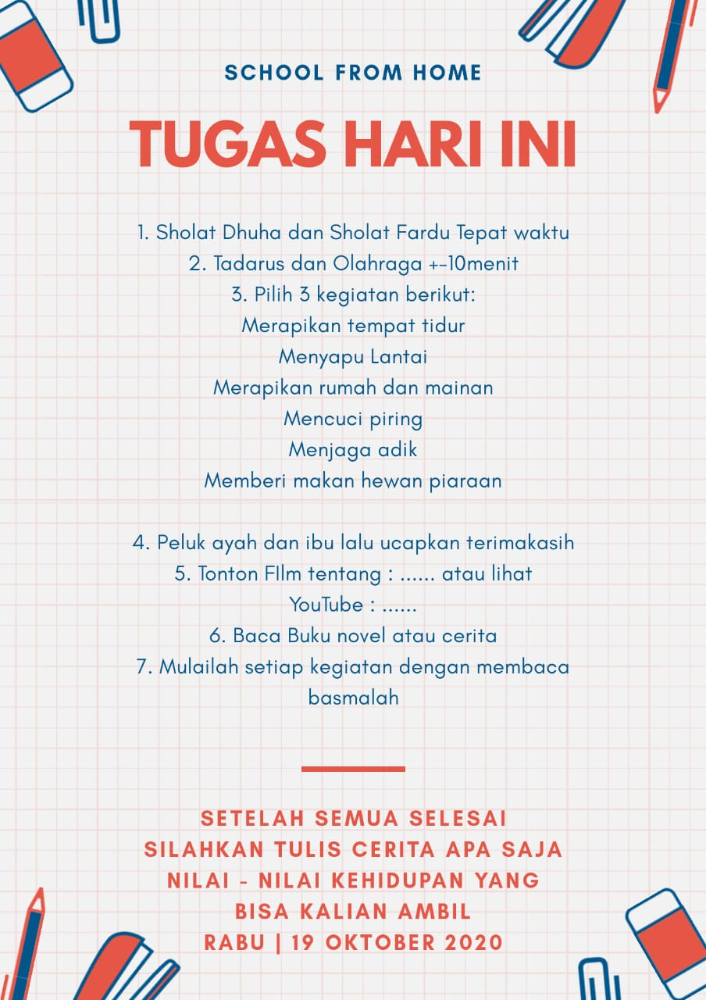 SCHOOL FROM HOME
TUGAS HARI INI
1. Sholat Dhuha dan Sholat Fardu Tepat waktu
2. Tadarus dan Olahraga +-10menit
3. Pilih 3 kegiatan berikut:
Merapikan tempat tidur
Menyapu Lantai
Merapikan rumah dan mainan
Mencuci piring
Menjaga adik
Memberi makan hewan piaraan
4. Peluk ayah dan ibu lalu ucapkan terimakasih
5. Tonton FIlm tentang : ...... atau lihat
YouTube : ......
6. Baca Buku novel atau cerita
7. Mulailah setiap kegiatan dengan membaca
basmalah
SETELAH SEMUA SELESAI
SILAHKAN TULIS CERITA APA SAJA
NILAI - NILAI KEHIDUPAN YANG
BISA KALIAN AMBIL
RABU | 19 OKTOBER 2020